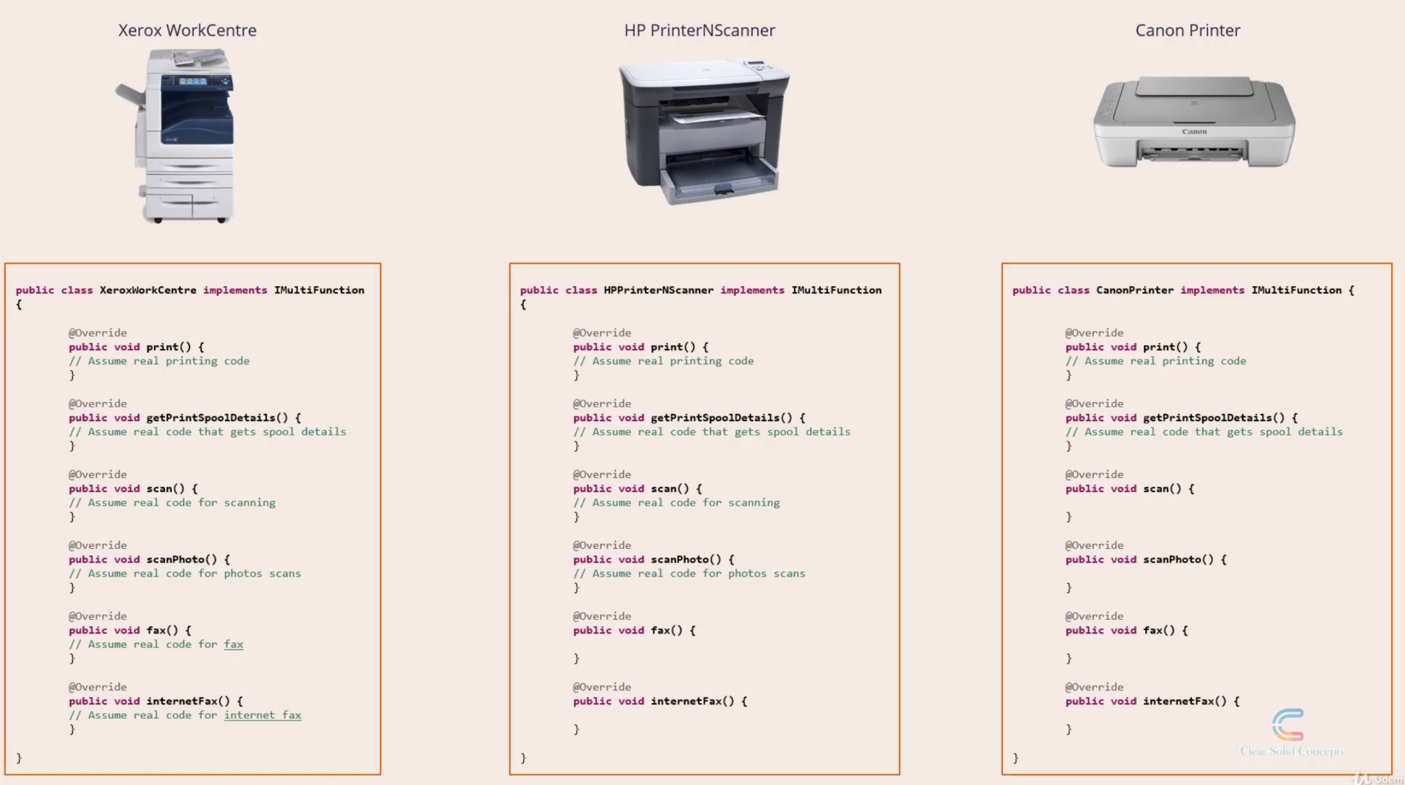 Xerox WorkCentre
HP PrinterNScanner
Canon Printer
Canon
public class XeroxWorkCentre implements IMultiFunction
{
@Override
public void print() {
// Assume real printing code
}
@Override
public void getPrintSpoolDetails() {
// Assume real code that gets spool details
}
@Override
public void scan() {
// Assume real code for scanning
}
@Override
public void scanPhoto() {
// Assume real code for photos scans
}
@Override
public void fax() {
// Assume real code for fax
}
@Override
public void internetFax() {
// Assume real code for internet fax
}
}
public class HPPrinterNScanner implements IMultiFunction
{
@Override
public void print() {
// Assume real printing code
}
@Override
public void getPrintSpoolDetails() {
// Assume real code that gets spool details
}
@Override
public void scan() {
// Assume real code for scanning
}
@Override
public void scanPhoto() {
// Assume real code for photos scans
}
@Override
public void fax() {
}
@Override
public void internetFax() {
}
}
public class CanonPrinter implements IMultiFunction {
@Override
public void print() {
// Assume real printing code
}
@Override
public void getPrintSpoolDetails() {
// Assume real code that gets spool details
}
@Override
public void scan() {
}
@Override
public void scanPhoto() {
}
@Override
public void fax() {
}
@Override
public void internetFax() {
}
}
Clear Solid Concepts